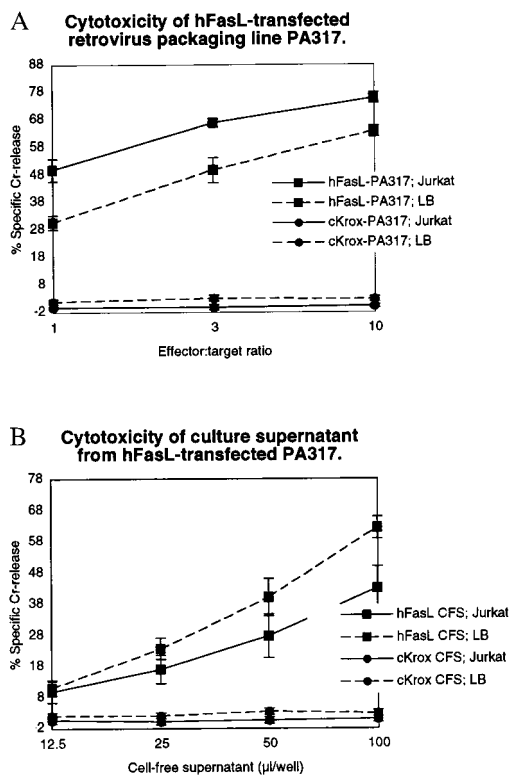 A
Cytotoxicity of hFasL-transfected
retrovirus packaging line PA317.
88
78
68
58
48
38
28
18
8
-2
% Specific Cr-release
hFasL-PA317; Jurkat
hFasL-PA317; LB
cKrox-PA317; Jurkat
cKrox-PA317; LB
1 3 10
Effector:target ratio
B
Cytotoxicity of culture supernatant
from hFasL-transfected PA317.
78
68
58
48
38
28
18
8
2
% Specific Cr-release
hFasL CFS; Jurkat
hFasL CFS; LB
cKrox CFS; Jurkat
cKrox CFS; LB
12.5 25 50 100
Cell-free supernatant (µl/well)